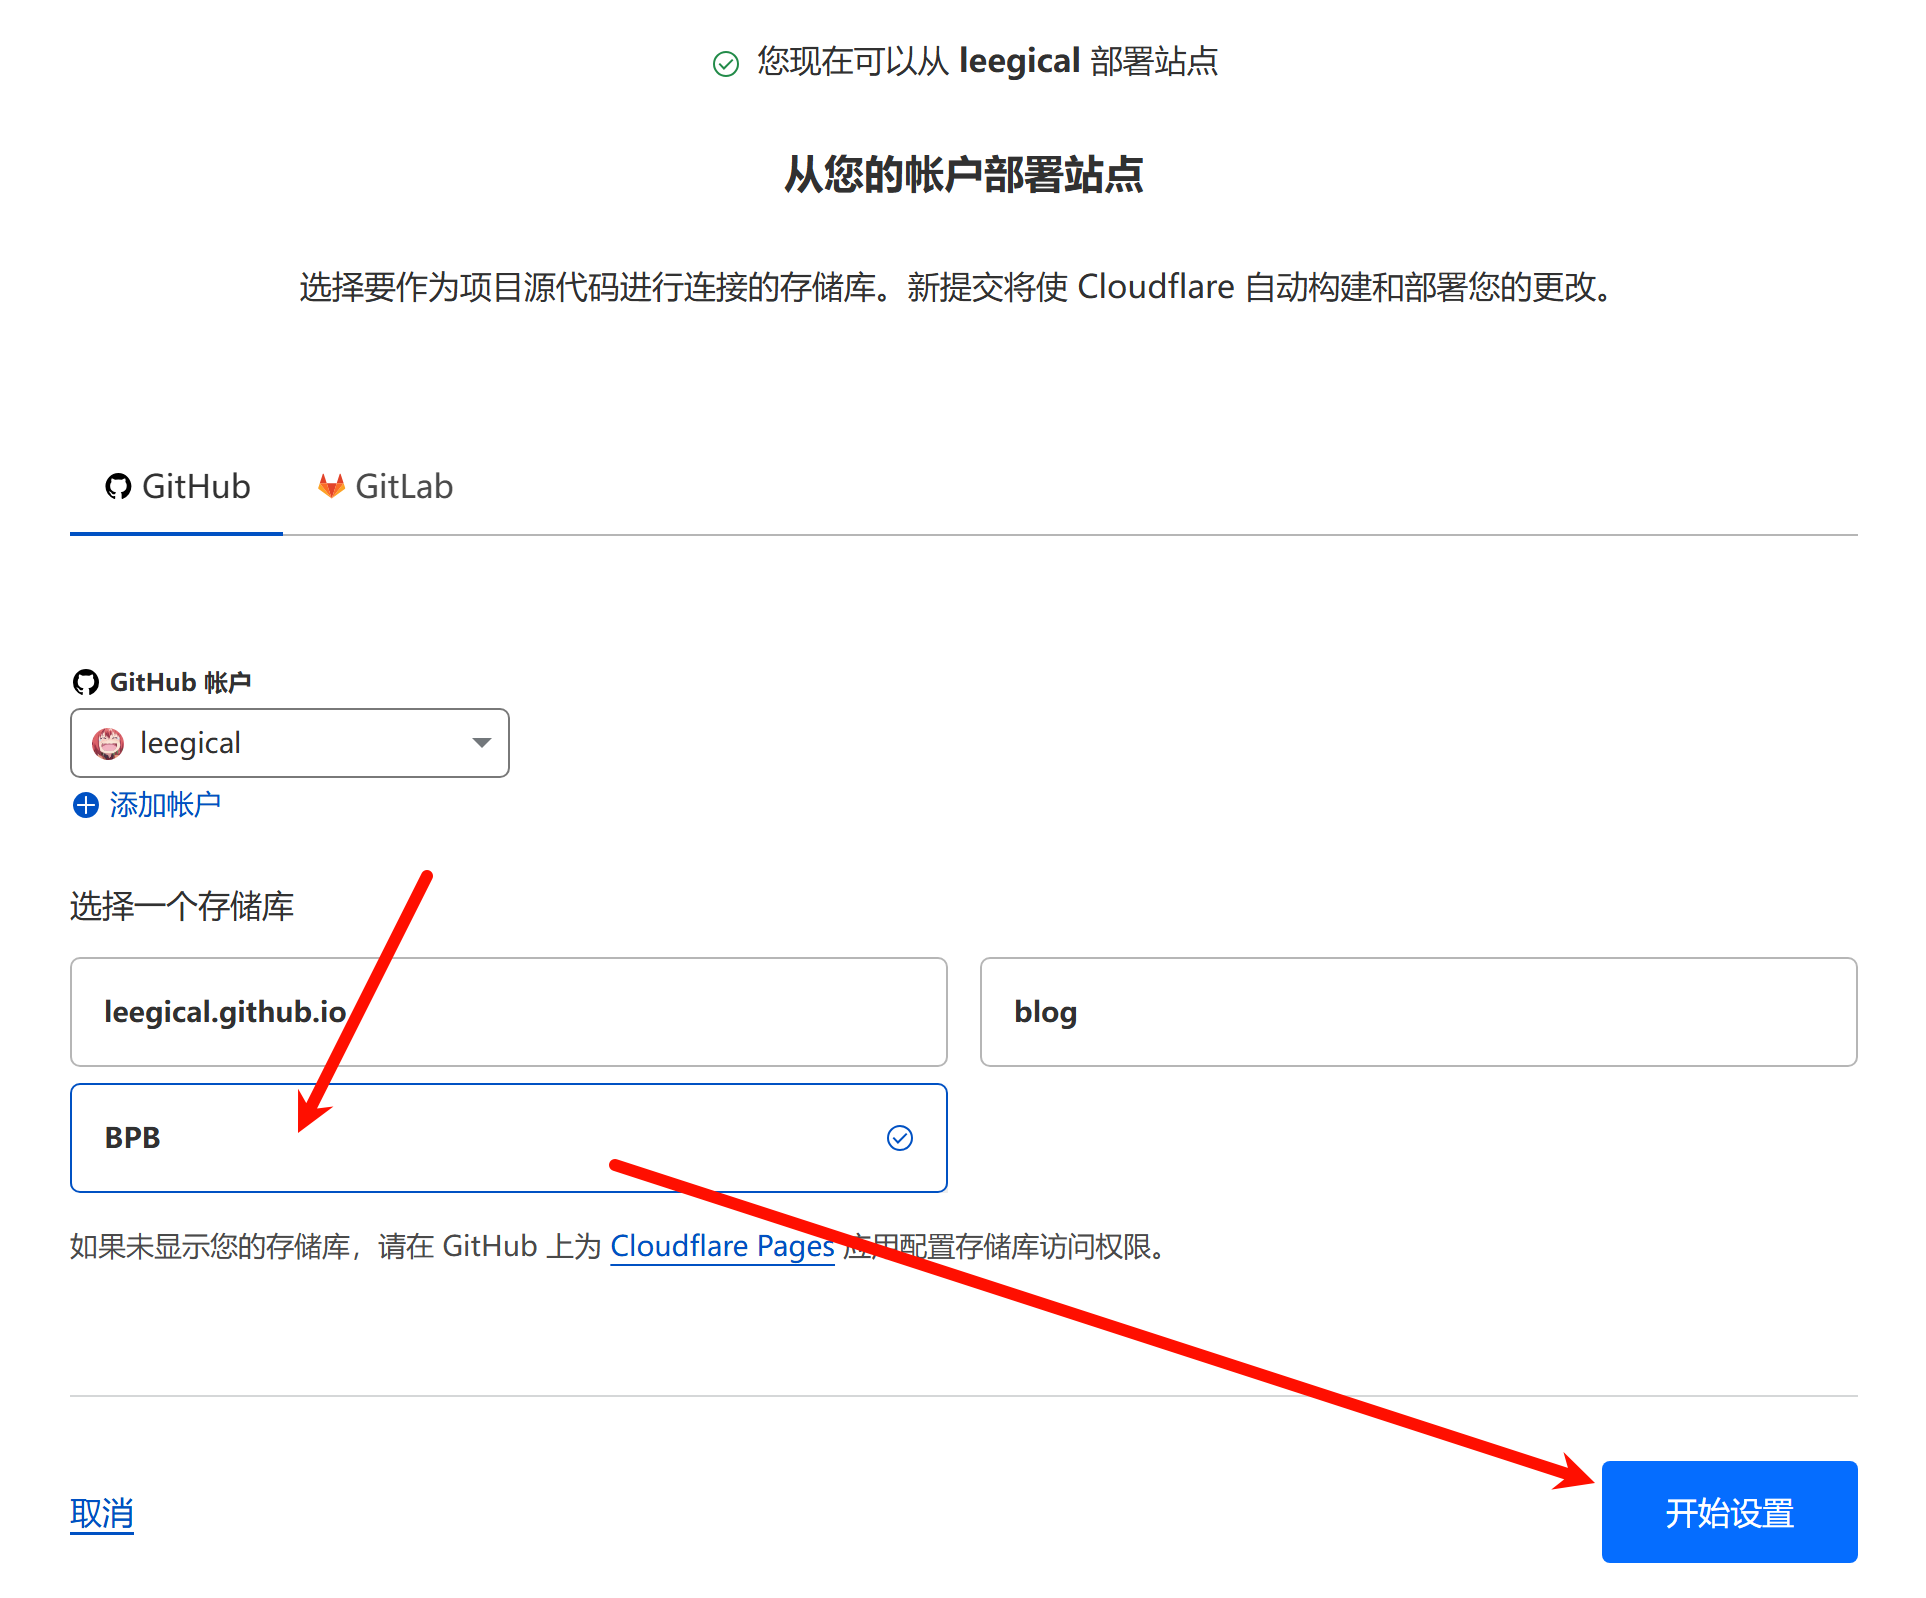 您现在可以从 leegical 部署站点
从您的帐户部署站点
选择要作为项目源代码进行连接的存储库。新提交将使 Cloudflare 自动构建和部署您的更改。
GitHub
GitLab
GitHub 帐户
leegical
添加帐户
选择一个存储库
leegical.github.io
blog
BPB
如果未显示您的存储库，请在 GitHub 上为 Cloudflare Pages 应用配置存储库访问权限。
取消
开始设置